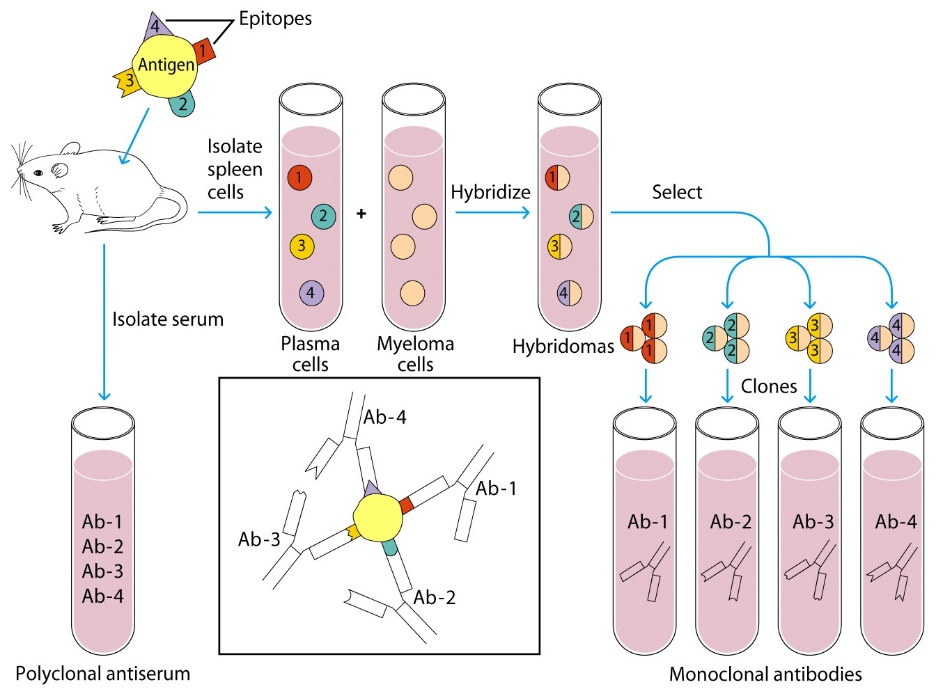 4
Epitopes
1
Antigen
3
2
Isolate
spleen
cells
1
2
3
4
+
Hybridize
1
2
3
4
Select
Isolate serum
Plasma
cells
Myeloma
cells
Hybridomas
1 1 1
2 2 2
3 3 3
4 4 4
Clones
Ab-4
Ab-1
Ab-3
Ab-2
Ab-1
Ab-2
Ab-3
Ab-4
Polyclonal antiserum
Ab-1
Ab-2
Ab-3
Ab-4
Monoclonal antibodies